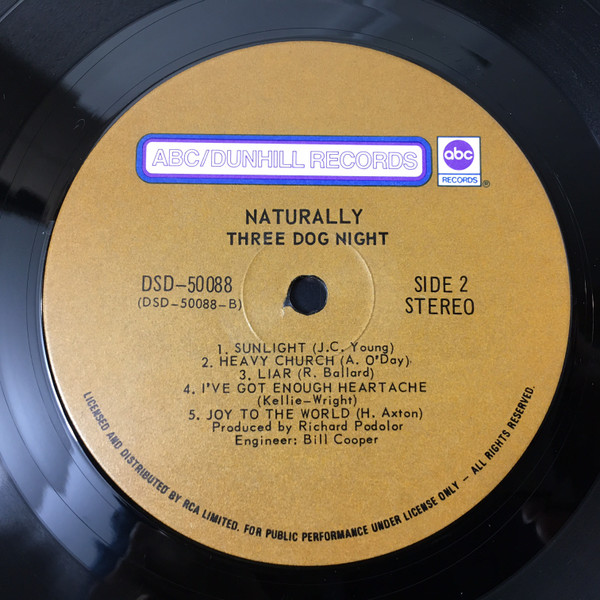 ABC/DUNHILL RECORDS
abc
RECORDS
®
NATURALLY
THREE DOG NIGHT
DSD-50088
(DSD-50088-B)
SIDE 2
STEREO
1. SUNLIGHT (J.C. Young)
2. HEAVY CHURCH (A. O'Day)
3. LIAR (R. Ballard)
4. I'VE GOT ENOUGH HEARTACHE
(Kellie-Wright)
5. JOY TO THE WORLD (H. Axton)
Produced by Richard Podolor
Engineer: Bill Cooper
LICENSED AND DISTRIBUTED BY RCA LIMITED. FOR PUBLIC PERFORMANCE UNDER LICENSE ONLY - ALL RIGHTS RESERVED.